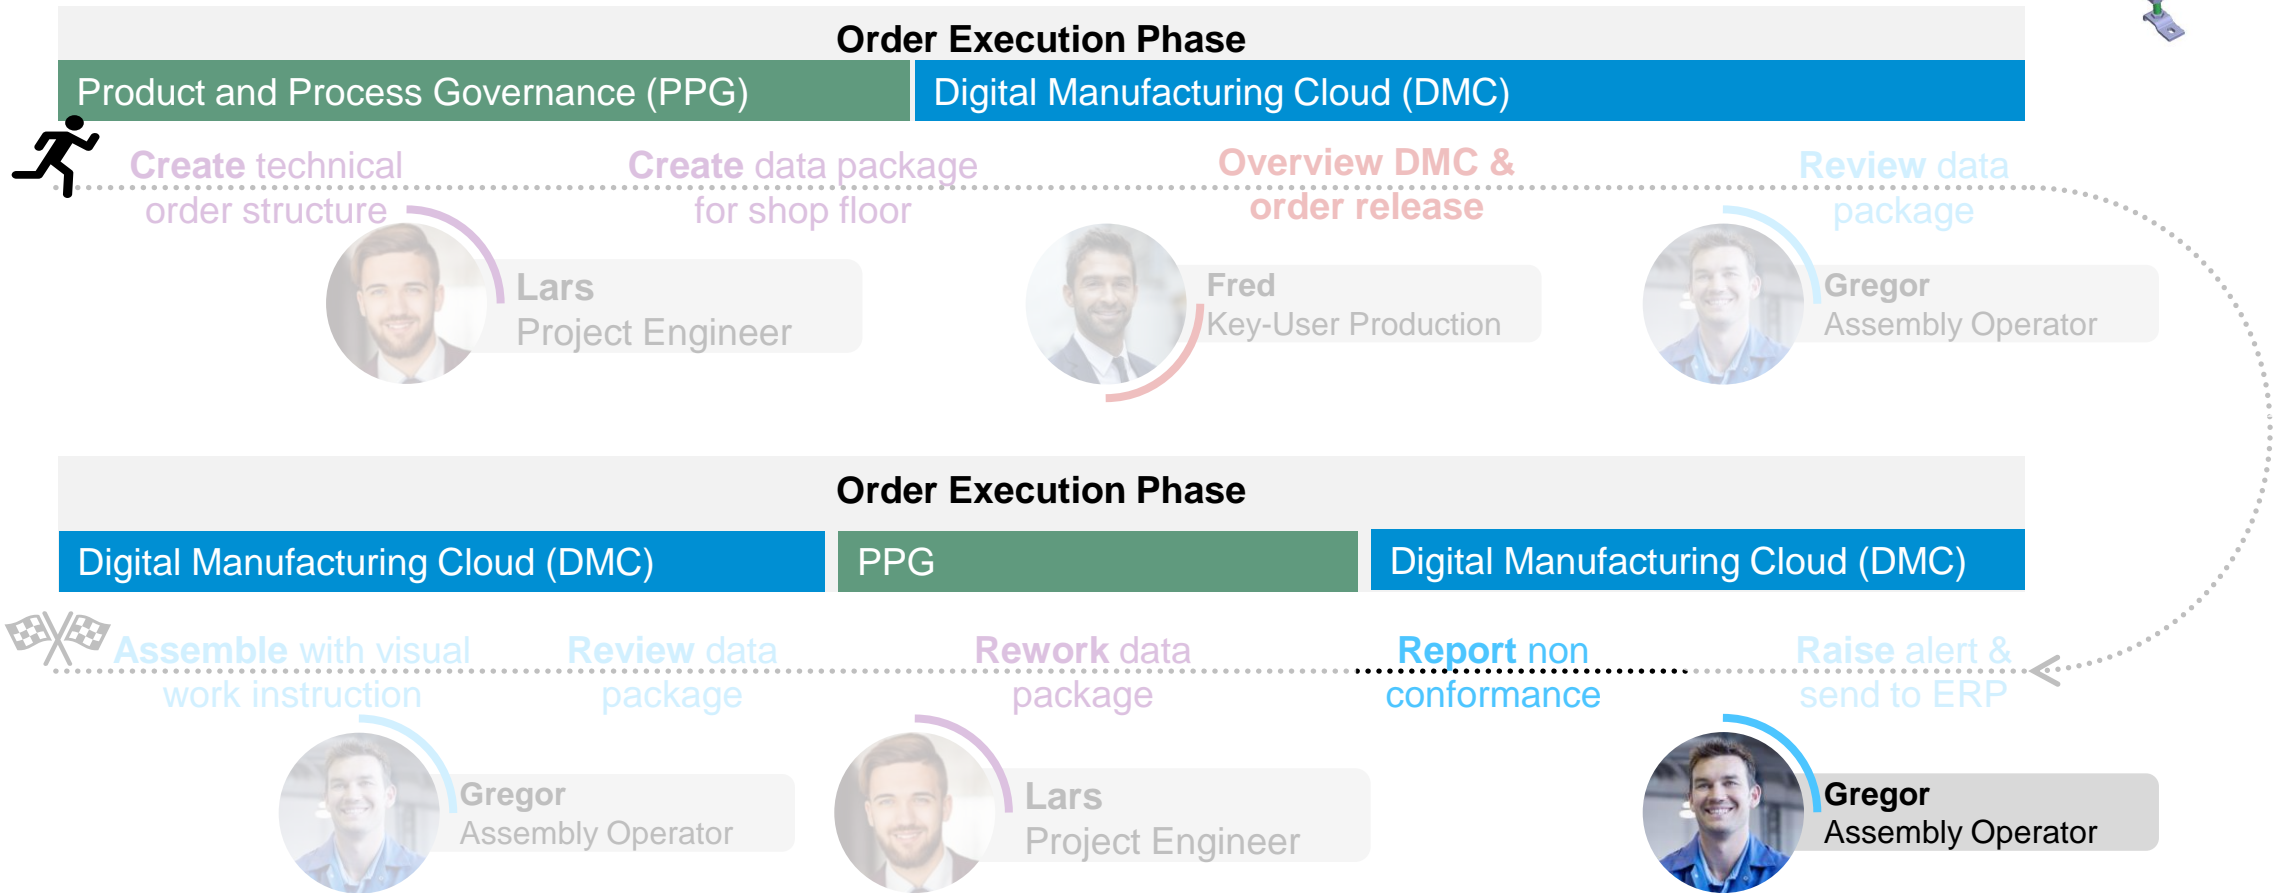 Order Execution Phase
Product and Process Governance (PPG)
Digital Manufacturing Cloud (DMC)
Create technical
order structure
Create data package
for shop floor
Overview DMC &
order release
Review data
package
Lars
Project Engineer
Fred
Key-User Production
Gregor
Assembly Operator
Order Execution Phase
Digital Manufacturing Cloud (DMC)
PPG
Digital Manufacturing Cloud (DMC)
Assemble with visual
work instruction
Review data
package
Rework data
package
Report non
conformance
Raise alert &
send to ERP
Gregor
Assembly Operator
Lars
Project Engineer
Gregor
Assembly Operator